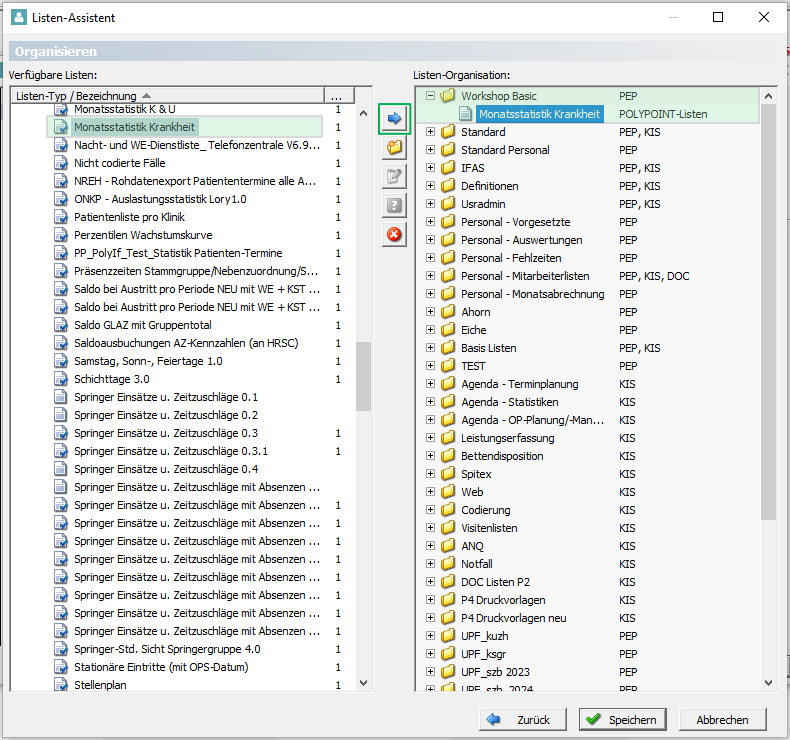 Listen-Assistent
Organisieren
Verfügbare Listen:
Listen-Typ / Bezeichnung ...
Monatsstatistik K & U 1
Monatsstatistik Krankheit 1
Nacht- und WE-Dienstliste_ Telefonzentrale V6.9... 1
Nicht codierte Fälle 1
NREH - Rohdatenexport Patiententermine alle A... 1
ONKP - Auslastungsstatistik Lory1.0 1
Patientenliste pro Klinik 1
Perzentilen Wachstumskurve 1
PP_PolyIf_Test_Statistik Patienten-Termine 1
Präsenzzeiten Stammgruppe/Nebenzuordnung/S... 1
Saldo bei Austritt pro Periode NEU mit WE + KST ... 1
Saldo bei Austritt pro Periode NEU mit WE + KST ... 1
Saldo GLAZ mit Gruppentotal 1
Saldoausbuchungen AZ-Kennzahlen (an HRSC) 1
Samstag, Sonn-, Feiertage 1.0 1
Schichttage 3.0 1
Springer Einsätze u. Zeitzuschläge 0.1
Springer Einsätze u. Zeitzuschläge 0.2
Springer Einsätze u. Zeitzuschläge 0.3 1
Springer Einsätze u. Zeitzuschläge 0.3.1 1
Springer Einsätze u. Zeitzuschläge 0.4
Springer Einsätze u. Zeitzuschläge mit Absenzen ...
Springer Einsätze u. Zeitzuschläge mit Absenzen ... 1
Springer Einsätze u. Zeitzuschläge mit Absenzen ... 1
Springer Einsätze u. Zeitzuschläge mit Absenzen ... 1
Springer Einsätze u. Zeitzuschläge mit Absenzen ... 1
Springer Einsätze u. Zeitzuschläge mit Absenzen ... 1
Springer Einsätze u. Zeitzuschläge mit Absenzen ... 1
Springer Einsätze u. Zeitzuschläge mit Absenzen ... 1
Springer Einsätze u. Zeitzuschläge mit Absenzen ... 1
Springer-Std. Sicht Springergruppe 4.0 1
Stationäre Eintritte (mit OPS-Datum) 1
Stellenplan 1
Listen-Organisation:
Workshop Basic PEP
Monatsstatistik Krankheit POLYPOINT-Listen
Standard PEP, KIS
Standard Personal PEP
IFAS PEP, KIS
Definitionen PEP, KIS
Usradmin PEP, KIS
Personal - Vorgesetzte PEP
Personal - Auswertungen PEP
Personal - Fehlzeiten PEP
Personal - Mitarbeiterlisten PEP, KIS, DOC
Personal - Monatsabrechnung PEP
Ahorn PEP
Eiche PEP
Basis Listen PEP, KIS
TEST PEP
Agenda - Terminplanung KIS
Agenda - Statistiken KIS
Agenda - OP-Planung/-Man... KIS
Leistungserfassung KIS
Bettendisposition KIS
Spitex KIS
Web KIS
Codierung KIS
Visitenlisten KIS
ANQ KIS
Notfall KIS
DOC Listen P2 KIS
P4 Druckvorlagen KIS
P4 Druckvorlagen neu KIS
UPF_kuzh PEP
UPF_ksgr PEP
UPF_szb 2023 PEP
UPF_szb_2024 PEP
Zurück
Speichern
Abbrechen